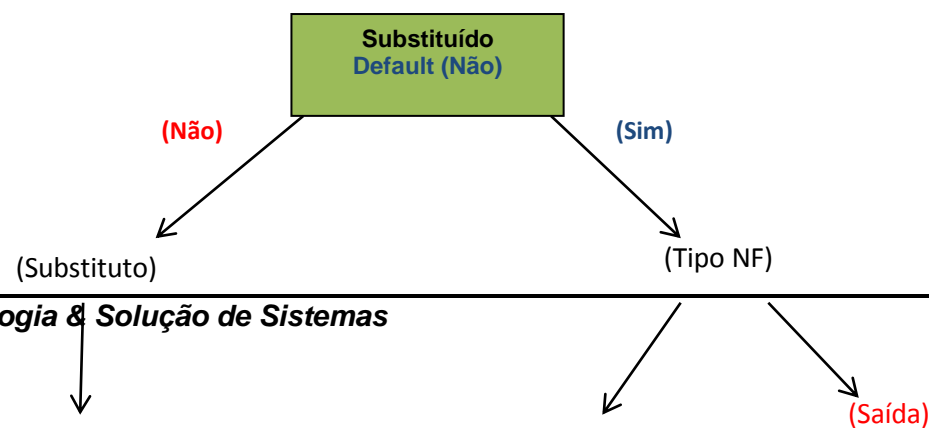 Substituído
Default (Não)
(Não)
(Sim)
(Substituto)
(Tipo NF)
ogia & Solução de Sistemas
(Saída)